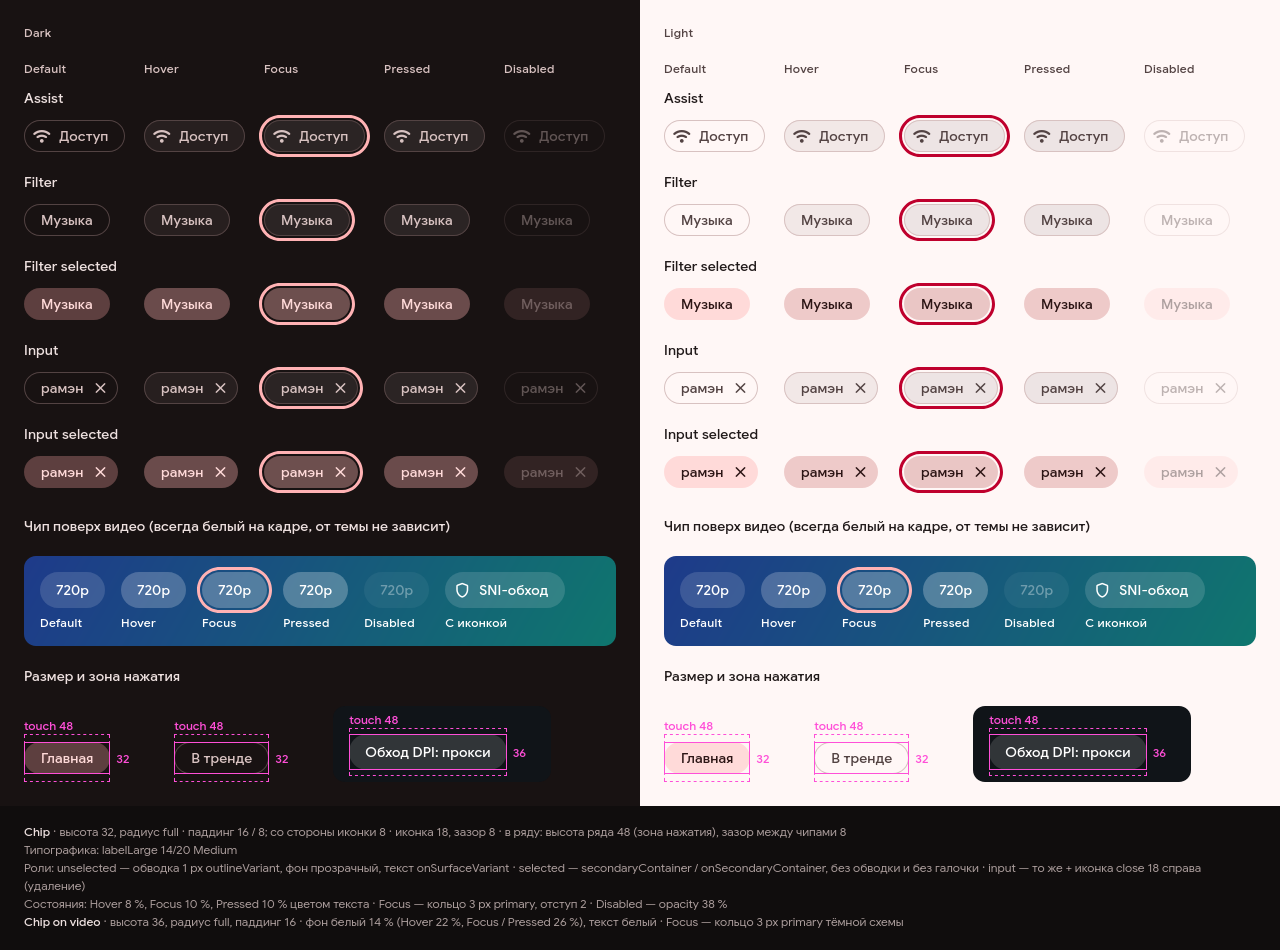 Dark
Default Hover Focus Pressed Disabled
Assist
Доступ Доступ Доступ Доступ Доступ
Filter
Музыка Музыка Музыка Музыка Музыка
Filter selected
Музыка Музыка Музыка Музыка Музыка
Input
рамэн рамэн рамэн рамэн рамэн
Input selected
рамэн рамэн рамэн рамэн рамэн
Чип поверх видео (всегда белый на кадре, от темы не зависит)
720p 720p 720p 720p 720p SNI-обход
Default Hover Focus Pressed Disabled С иконкой
Размер и зона нажатия
touch 48 touch 48 touch 48
Главная 32 В тренде 32 Обход DPI: прокси 36
Light
Default Hover Focus Pressed Disabled
Assist
Доступ Доступ Доступ Доступ Доступ
Filter
Музыка Музыка Музыка Музыка Музыка
Filter selected
Музыка Музыка Музыка Музыка Музыка
Input
рамэн рамэн рамэн рамэн рамэн
Input selected
рамэн рамэн рамэн рамэн рамэн
Чип поверх видео (всегда белый на кадре, от темы не зависит)
720p 720p 720p 720p 720p SNI-обход
Default Hover Focus Pressed Disabled С иконкой
Размер и зона нажатия
touch 48 touch 48 touch 48
Главная 32 В тренде 32 Обход DPI: прокси 36
Chip · высота 32, радиус full · паддинг 16 / 8; со стороны иконки 8 · иконка 18, зазор 8 · в ряду: высота ряда 48 (зона нажатия), зазор между чипами 8
Типографика: labelLarge 14/20 Medium
Роли: unselected — обводка 1 px outlineVariant, фон прозрачный, текст onSurfaceVariant · selected — secondaryContainer / onSecondaryContainer, без обводки и без галочки · input — то же + иконка close 18 справа
(удаление)
Состояния: Hover 8 %, Focus 10 %, Pressed 10 % цветом текста · Focus — кольцо 3 px primary, отступ 2 · Disabled — opacity 38 %
Chip on video · высота 36, радиус full, паддинг 16 · фон белый 14 % (Hover 22 %, Focus / Pressed 26 %), текст белый · Focus — кольцо 3 px primary тёмной схемы